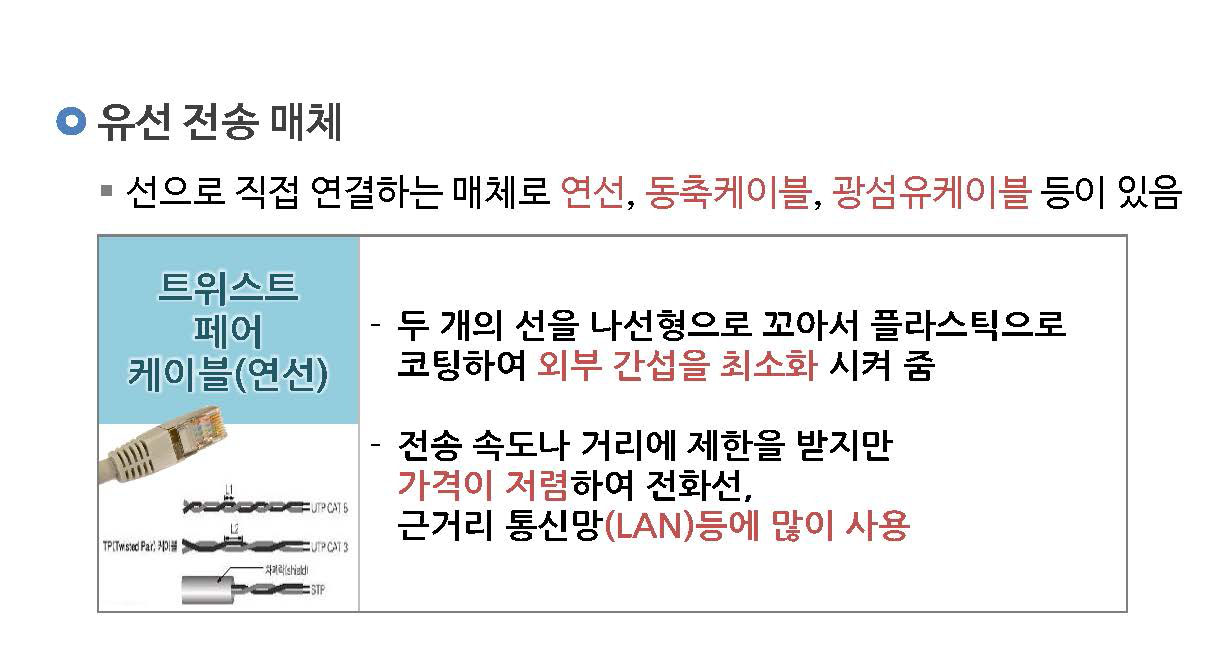 유선 전송 매체
선으로 직접 연결하는 매체로 연선, 동축케이블, 광섬유케이블 등이 있음
트위스트
페어
케이블(연선)
- 두 개의 선을 나선형으로 꼬아서 플라스틱으로
코팅하여 외부 간섭을 최소화 시켜 줌
- 전송 속도나 거리에 제한을 받지만
가격이 저렴하여 전화선,
근거리 통신망(LAN)등에 많이 사용
L1
UTP CAT 5
L2
TP(Twisted Pair) 케이블
UTP CAT 3
(shield)
STP